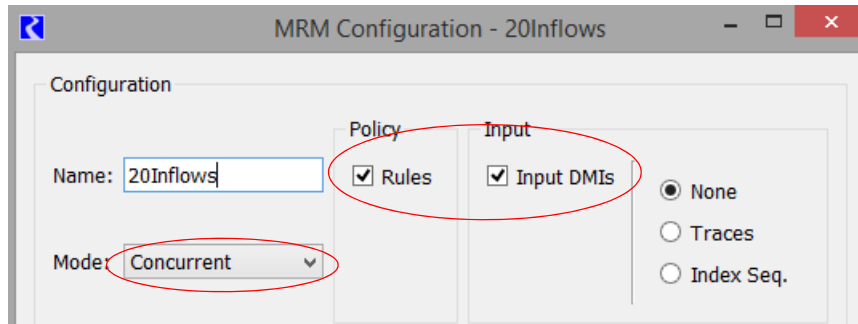 MRM Configuration - 20Inflows
Configuration
Policy
Input
Name: 20Inflows
Rules
Input DMIs
None
Traces
Mode: Concurrent
Index Seq.